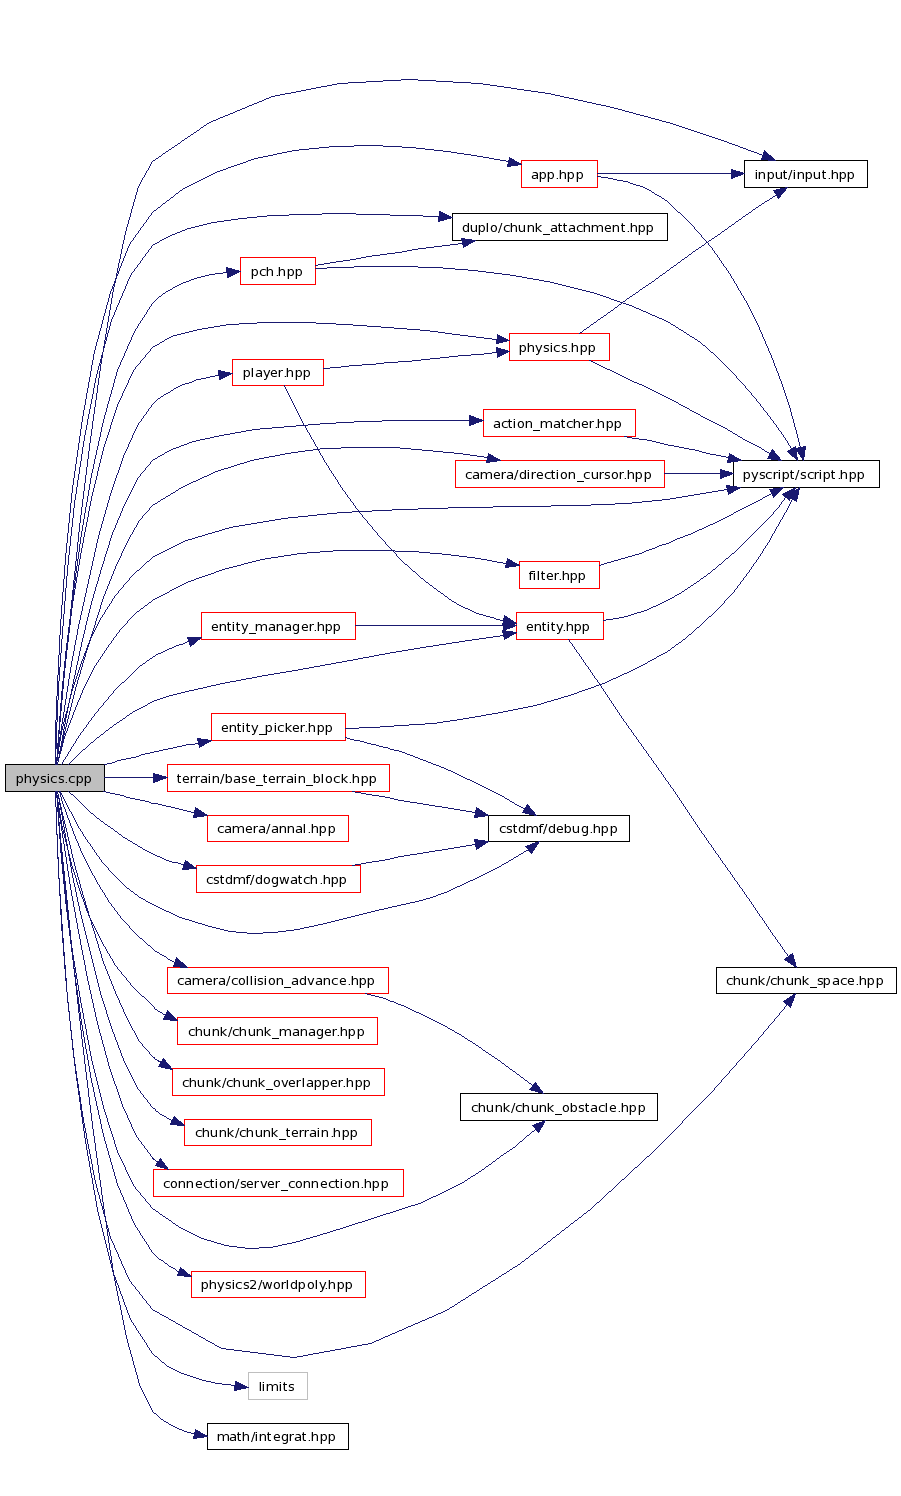 app.hpp
input/input.hpp
duplo/chunk_attachment.hpp
pch.hpp
physics.hpp
player.hpp
action_matcher.hpp
camera/direction_cursor.hpp
pyscript/script.hpp
filter.hpp
entity_manager.hpp
entity.hpp
entity_picker.hpp
physics.cpp
terrain/base_terrain_block.hpp
camera/annal.hpp
cstdmf/debug.hpp
cstdmf/dogwatch.hpp
camera/collision_advance.hpp
chunk/chunk_space.hpp
chunk/chunk_manager.hpp
chunk/chunk_overlapper.hpp
chunk/chunk_obstacle.hpp
chunk/chunk_terrain.hpp
connection/server_connection.hpp
physics2/worldpoly.hpp
limits
math/integrat.hpp